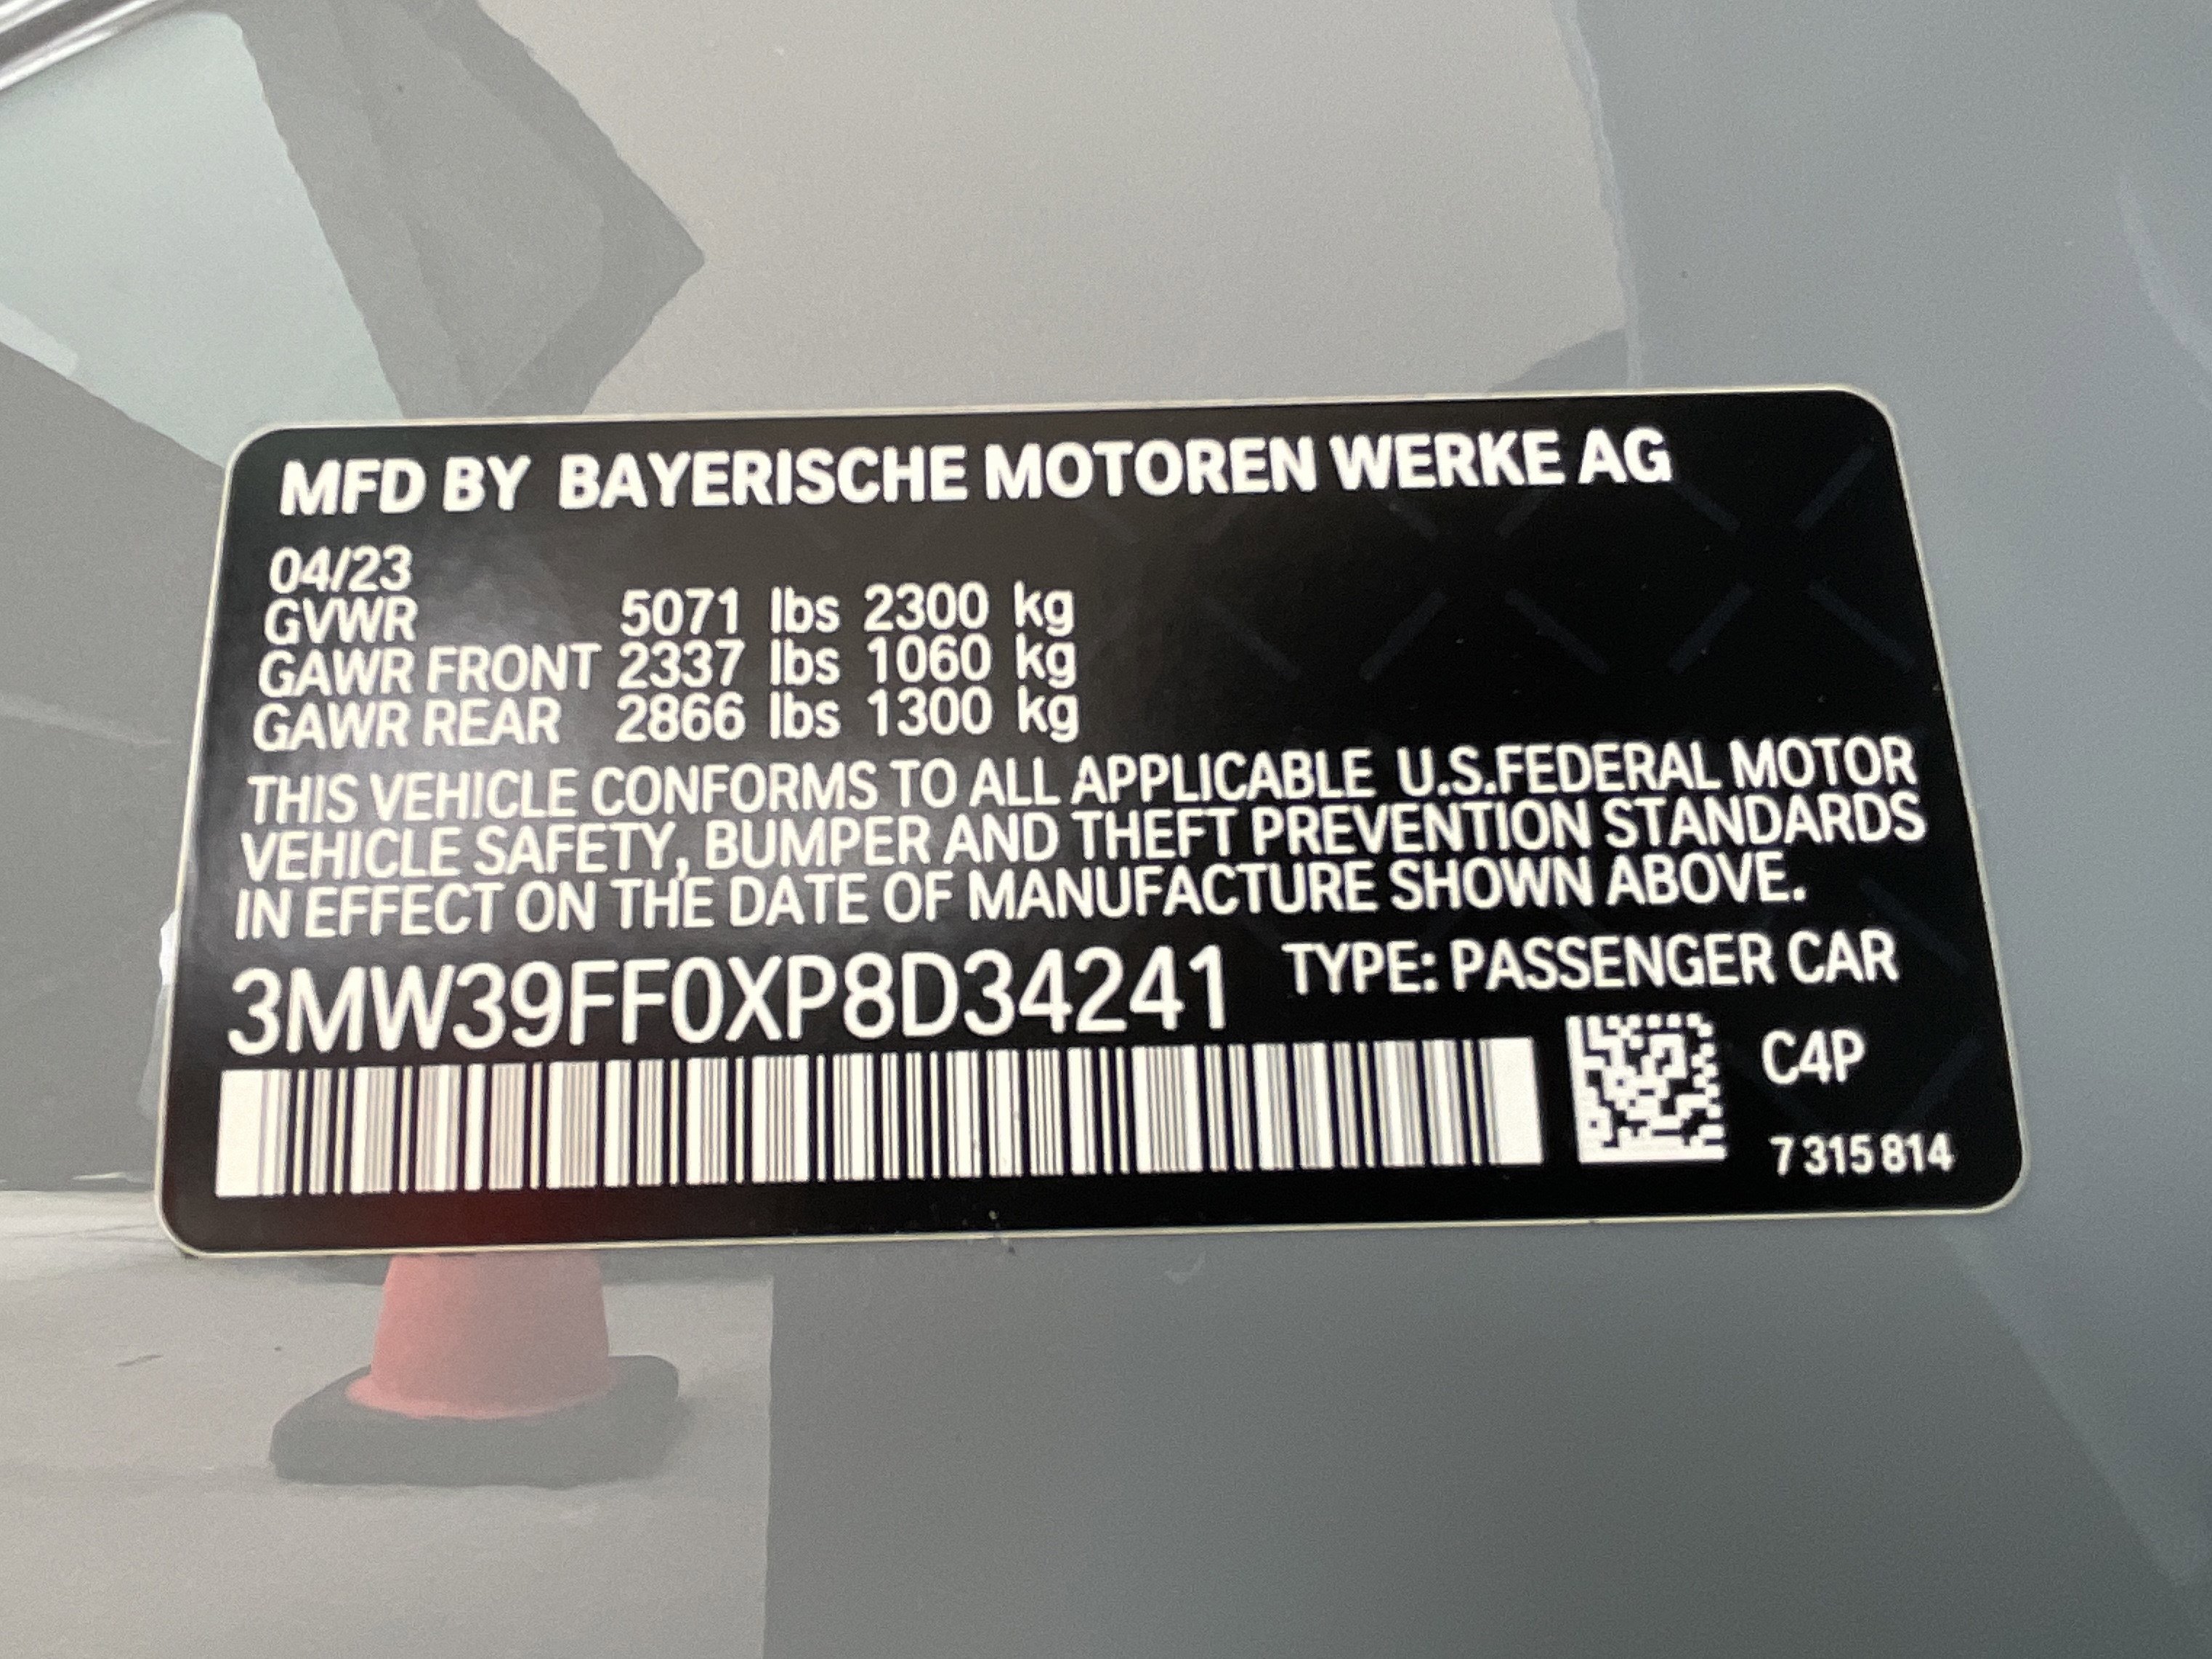 MFD BY BAYERISCHE MOTOREN WERKE AG
04/23
GVWR 5071 lbs 2300 kg
GAWR FRONT 2337 lbs 1060 kg
GAWR REAR 2866 lbs 1300 kg
THIS VEHICLE CONFORMS TO ALL APPLICABLE U.S.FEDERAL MOTOR
VEHICLE SAFETY, BUMPER AND THEFT PREVENTION STANDARDS
IN EFFECT ON THE DATE OF MANUFACTURE SHOWN ABOVE.
3MW39FF0XP8D34241 TYPE: PASSENGER CAR
C4P
7 315 814